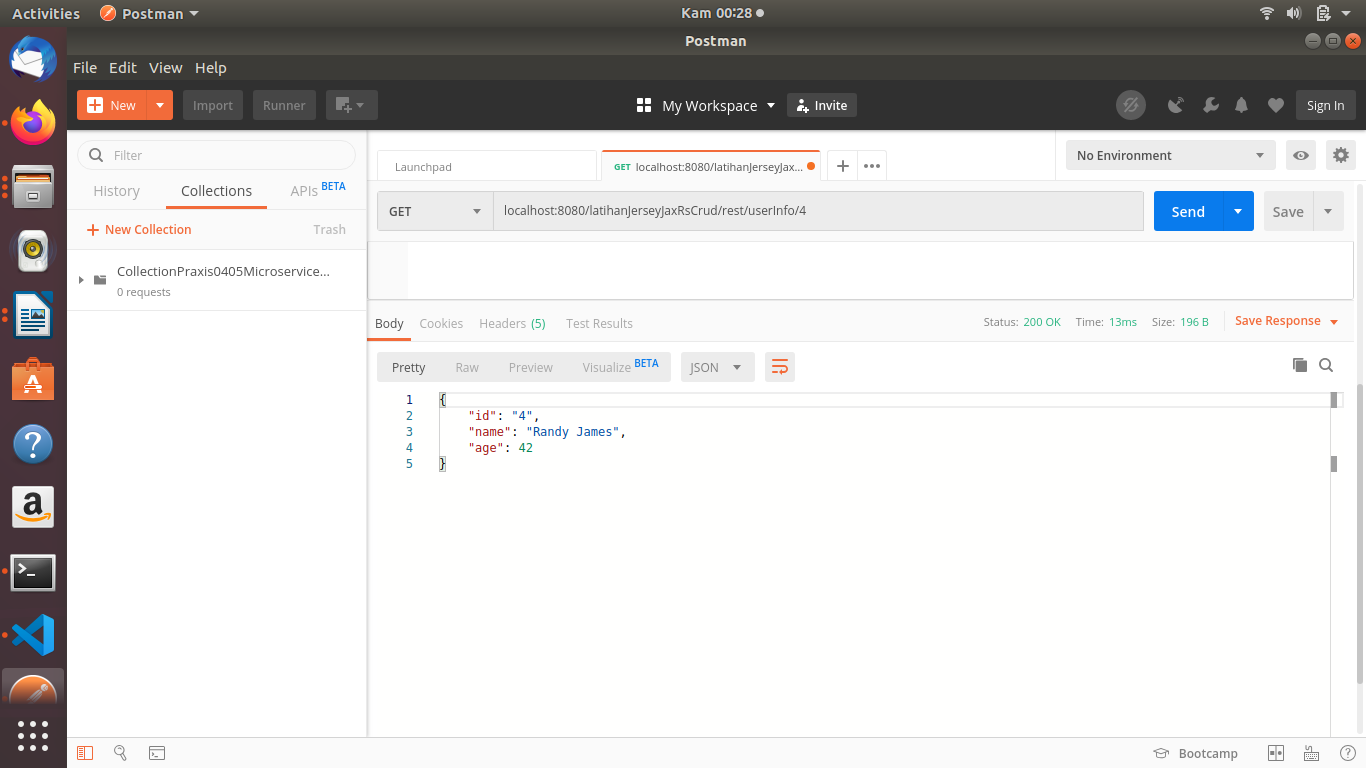 Activities Postman Kam 00:28
Postman
File Edit View Help
New Import Runner My Workspace Invite Sign In
Filter
History Collections APIs BETA
New Collection Trash
CollectionPraxis0405Microservice...
0 requests
Launchpad GET localhost:8080/latihanJerseyJax... No Environment
GET localhost:8080/latihanJerseyJaxRsCrud/rest/userInfo/4 Send Save
Body Cookies Headers (5) Test Results Status: 200 OK Time: 13ms Size: 196 B Save Response
Pretty Raw Preview Visualize BETA JSON
1 {
2 "id": "4",
3 "name": "Randy James",
4 "age": 42
5 }
Bootcamp